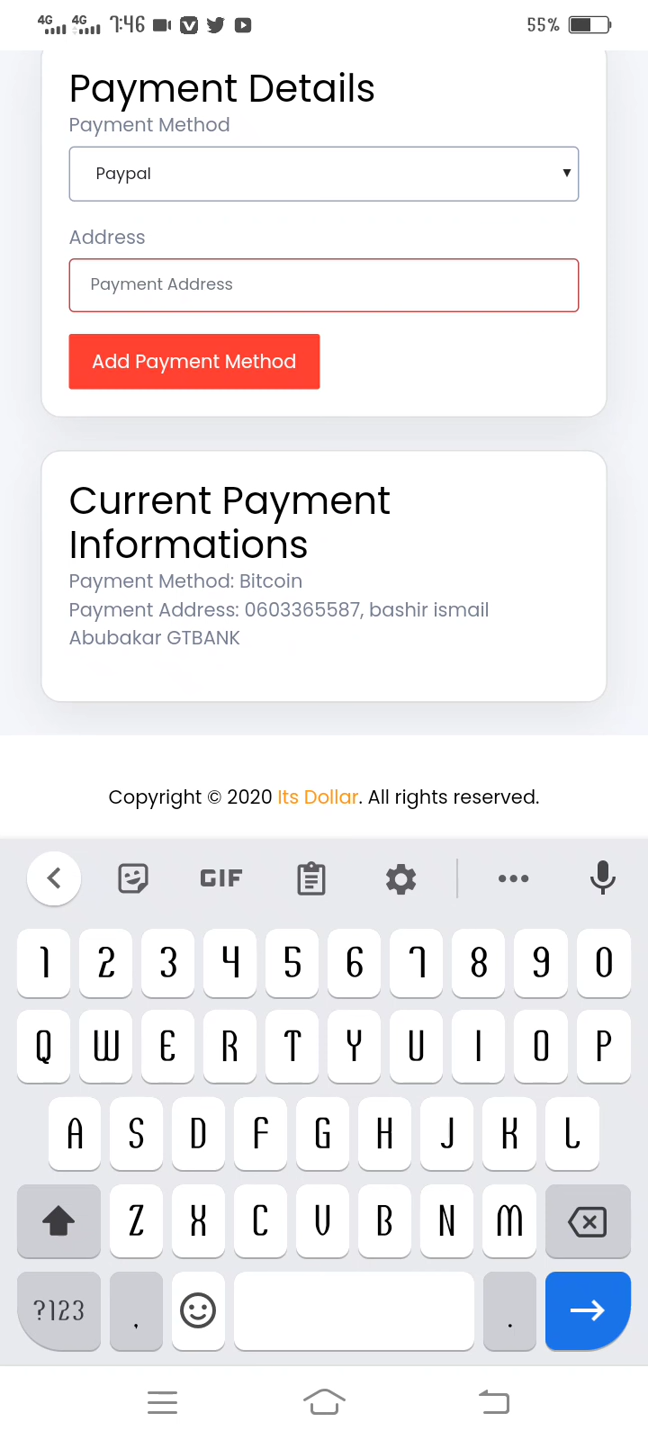 4G 4G 7:46 55%
Payment Details
Payment Method
Paypal
Address
Payment Address
Add Payment Method
Current Payment
Informations
Payment Method: Bitcoin
Payment Address: 0603365587, bashir ismail
Abubakar GTBANK
Copyright © 2020 Its Dollar. All rights reserved.
GIF
1 2 3 4 5 6 7 8 9 0
Q W E R T Y U I O P
A S D F G H J K L
Z X C V B N M
?123 , .